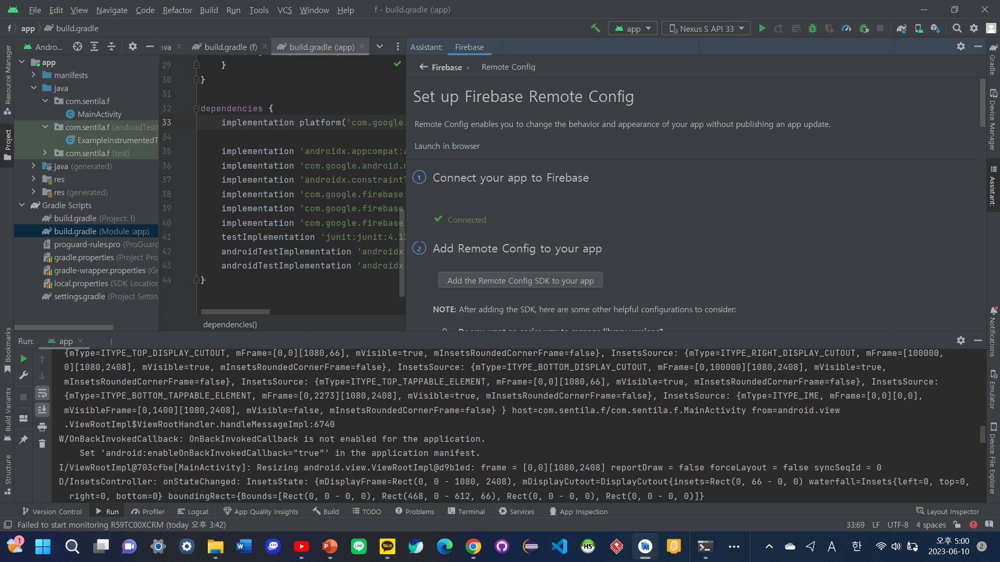 File Edit View Navigate Code Refactor Build Run Tools VCS Window Help f - build.gradle (:app)
f app build.gradle
app Nexus S API 33
Andro... ava build.gradle (f) build.gradle (:app)
Assistant: Firebase
Resource Manager
Project
Bookmarks
Build Variants
Structure
app
manifests
java
com.sentila.f
MainActivity
com.sentila.f (androidTest)
ExampleInstrumentedT
com.sentila.f (test)
java (generated)
res
res (generated)
Gradle Scripts
build.gradle (Project: f)
build.gradle (Module :app)
proguard-rules.pro (ProGuard
gradle.properties (Project Pro
gradle-wrapper.properties (Gr
local.properties (SDK Location
settings.gradle (Project Settin
29 }
30 }
31
32 dependencies {
33 implementation platform('com.google.
34
35 implementation 'androidx.appcompat:a
36 implementation 'com.google.android.m
37 implementation 'androidx.constraintl
38 implementation 'com.google.firebase
39 implementation 'com.google.firebase
40 implementation 'com.google.firebase
41 testImplementation 'junit:junit:4.13
42 androidTestImplementation 'androidx.
43 androidTestImplementation 'androidx.
44 }
dependencies{}
Firebase › Remote Config
Set up Firebase Remote Config
Remote Config enables you to change the behavior and appearance of your app without publishing an app update.
Launch in browser
1 Connect your app to Firebase
Connected
2 Add Remote Config to your app
Add the Remote Config SDK to your app
NOTE: After adding the SDK, here are some other helpful configurations to consider:
Do you want an easier way to manage library versions?
Gradle
Device Manager
Assistant:
Notifications
Emulator
Device File Explorer
Run: app
{mType=ITYPE_TOP_DISPLAY_CUTOUT, mFrame=[0,0][1080,66], mVisible=true, mInsetsRoundedCornerFrame=false}, InsetsSource: {mType=ITYPE_RIGHT_DISPLAY_CUTOUT, mFrame=[100000,
0][1080,2408], mVisible=true, mInsetsRoundedCornerFrame=false}, InsetsSource: {mType=ITYPE_BOTTOM_DISPLAY_CUTOUT, mFrame=[0,100000][1080,2408], mVisible=true,
mInsetsRoundedCornerFrame=false}, InsetsSource: {mType=ITYPE_TOP_TAPPABLE_ELEMENT, mFrame=[0,0][1080,66], mVisible=true, mInsetsRoundedCornerFrame=false}, InsetsSource:
{mType=ITYPE_BOTTOM_TAPPABLE_ELEMENT, mFrame=[0,2273][1080,2408], mVisible=true, mInsetsRoundedCornerFrame=false}, InsetsSource: {mType=ITYPE_IME, mFrame=[0,0][0,0],
mVisibleFrame=[0,1400][1080,2408], mVisible=false, mInsetsRoundedCornerFrame=false} } host=com.sentila.f/com.sentila.f.MainActivity from=android.view
.ViewRootImpl$ViewRootHandler.handleMessageImpl:6740
W/OnBackInvokedCallback: OnBackInvokedCallback is not enabled for the application.
Set 'android:enableOnBackInvokedCallback="true"' in the application manifest.
I/ViewRootImpl@703cfbe[MainActivity]: Resizing android.view.ViewRootImpl@d9b1ed: frame = [0,0][1080,2408] reportDraw = false forceLayout = false syncSeqId = 0
D/InsetsController: onStateChanged: InsetsState: {mDisplayFrame=Rect(0, 0 - 1080, 2408), mDisplayCutout=DisplayCutout{insets=Rect(0, 66 - 0, 0) waterfall=Insets{left=0, top=0,
right=0, bottom=0} boundingRect={Bounds=[Rect(0, 0 - 0, 0), Rect(468, 0 - 612, 66), Rect(0, 0 - 0, 0), Rect(0, 0 - 0, 0)]}
Version Control Run Profiler Logcat App Quality Insights Build TODO Problems Terminal Services App Inspection Layout Inspector
Failed to start monitoring R59TC00XCRM (today 오후 3:42) 33:69 LF UTF-8 4 spaces
1 W P LINE TALK HS AI A 한 오후 5:00
2023-06-10 2